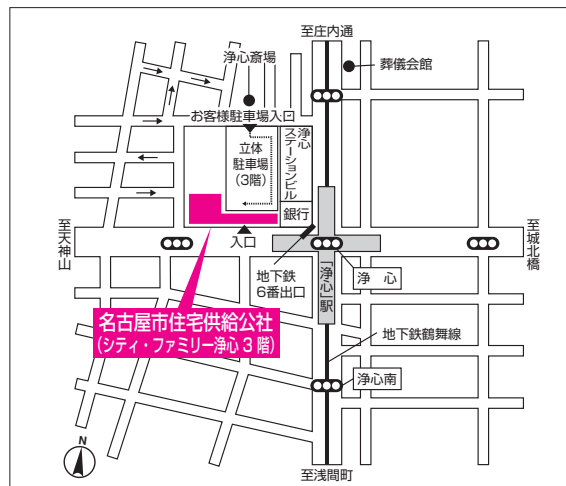 至庄内通
浄心斎場
葬儀会館
お客様駐車場入口
立体
駐車場
(3階)
浄心
ステーションビル
銀行
至天神山
入口
至城北橋
地下鉄
6番出口
浄 心
「浄心」駅
名古屋市住宅供給公社
(シティ・ファミリー浄心 3 階)
地下鉄鶴舞線
浄心南
N
至浅間町